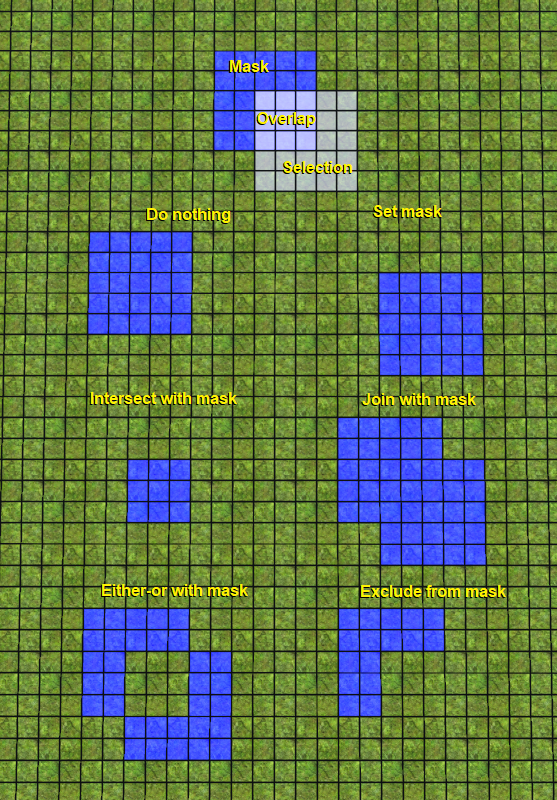 Mask
Overlap
Selection
Do nothing
Set mask
Intersect with mask
Join with mask
Either-or with mask
Exclude from mask